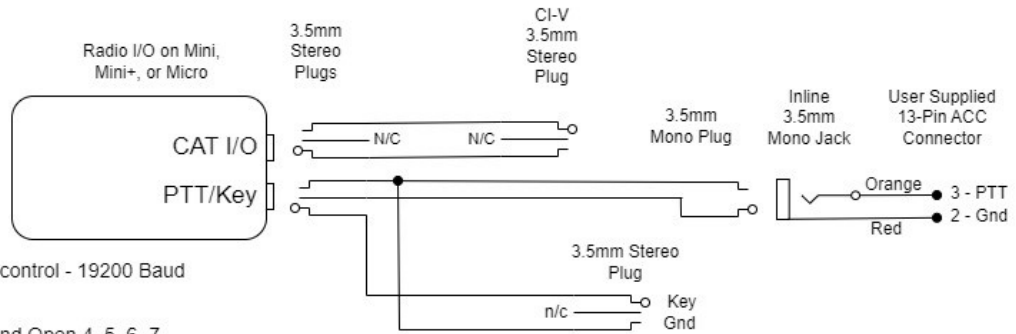 Radio I/O on Mini,
Mini+, or Micro
3.5mm
Stereo
Plugs
CI-V
3.5mm
Stereo
Plug
3.5mm
Mono Plug
Inline
3.5mm
Mono Jack
User Supplied
13-Pin ACC
Connector
CAT I/O
N/C
N/C
PTT/Key
Orange
3 - PTT
2 - Gnd
Red
control - 19200 Baud
3.5mm Stereo
Plug
n/c
Key
Gnd
Open 4, 5, 6, 7